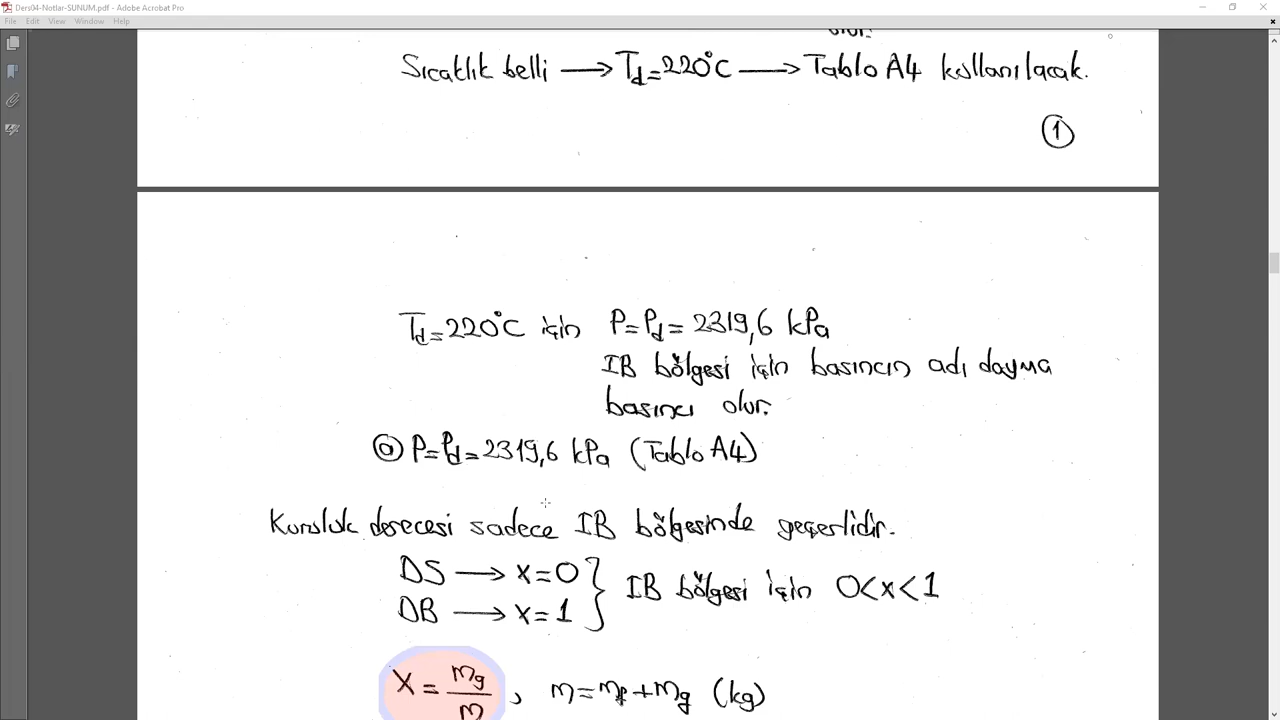 Ders04-Notlar-SUNUM.pdf - Adobe Acrobat Pro
File Edit View Window Help
olur.
Sıcaklık belli → Td=220°C → Tablo A4 kullanılacak.
1
Td=220°C için P=Pd=2319,6 kPa
IB bölgesi için basıncın adı doyma
basıncı olur.
a P=Pd=2319,6 kPa (Tablo A4)
Kuruluk derecesi sadece IB bölgesinde geçerlidir.
DS → x=0
DB → x=1 } IB bölgesi için 0<x<1
x = mg/m , m=mf+mg (kg)